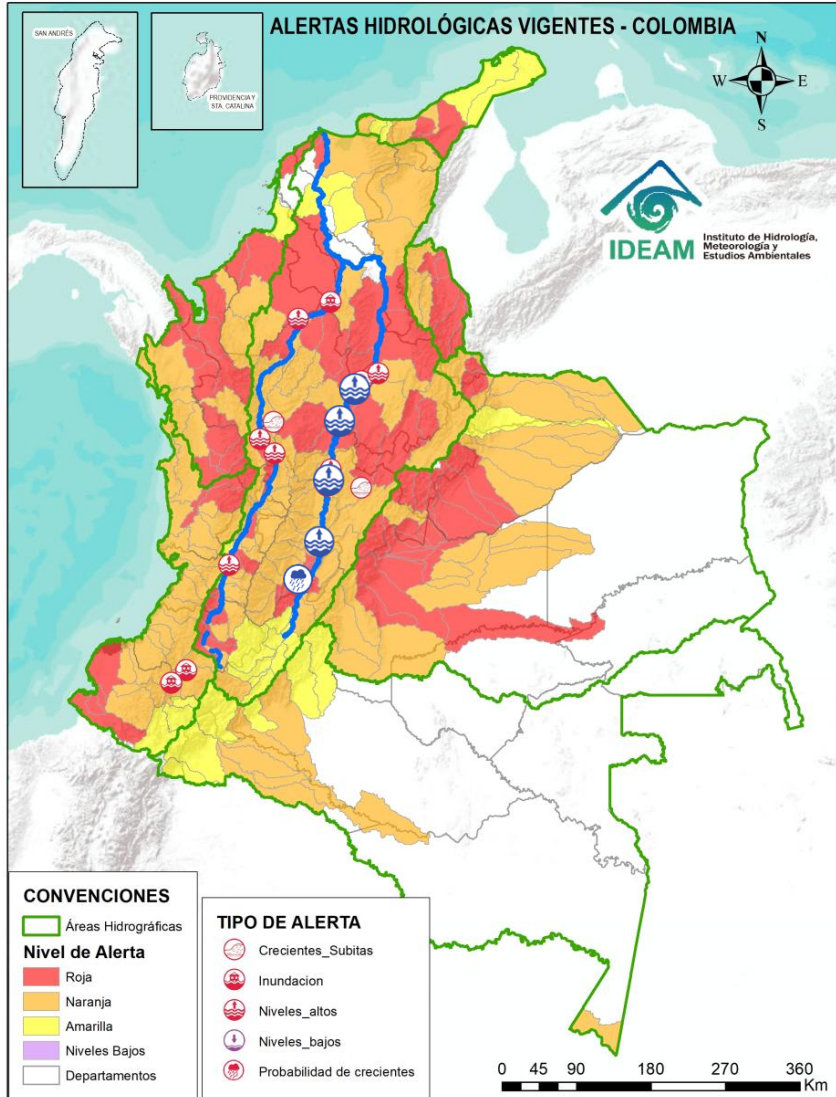 ALERTAS HIDROLÓGICAS VIGENTES - COLOMBIA
SAN ANDRÉS
PROVIDENCIA Y
STA. CATALINA
N
W
E
S
IDEAM
Instituto de Hidrología,
Meteorología y
Estudios Ambientales
CONVENCIONES
Áreas Hidrográficas
Nivel de Alerta
Roja
Naranja
Amarilla
Niveles Bajos
Departamentos
TIPO DE ALERTA
Crecientes_Subitas
Inundacion
Niveles_altos
Niveles_bajos
Probabilidad de crecientes
0 45 90 180 270 360
Km